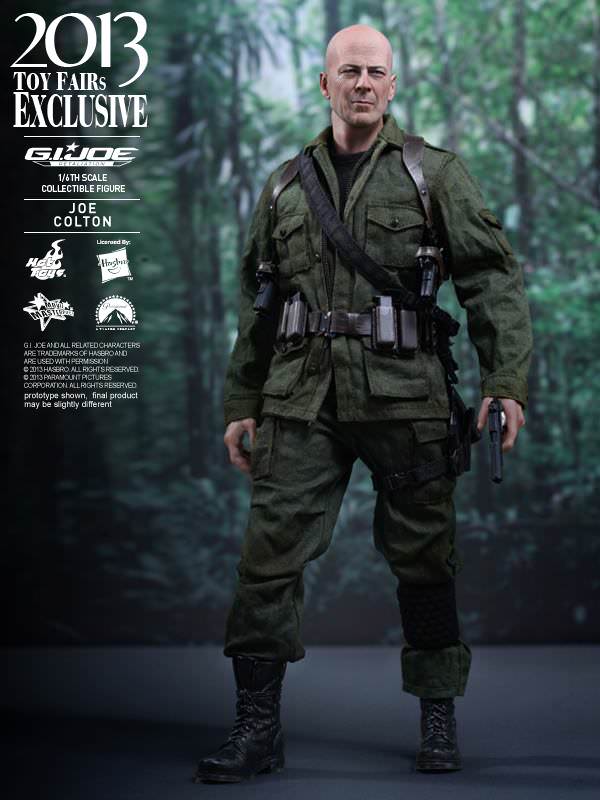 2013
TOY FAIRS
EXCLUSIVE
G.I.JOE
RETALIATION
1/6TH SCALE
COLLECTIBLE FIGURE
JOE
COLTON
Licensed By:
Hot
Toys
Hasbro
TM
MOVIE
MASTERPIECE
Paramount
G.I. JOE AND ALL RELATED CHARACTERS
ARE TRADEMARKS OF HASBRO AND
ARE USED WITH PERMISSION
© 2013 HASBRO. ALL RIGHTS RESERVED.
© 2013 PARAMOUNT PICTURES
CORPORATION. ALL RIGHTS RESERVED.
prototype shown, final product
may be slightly different